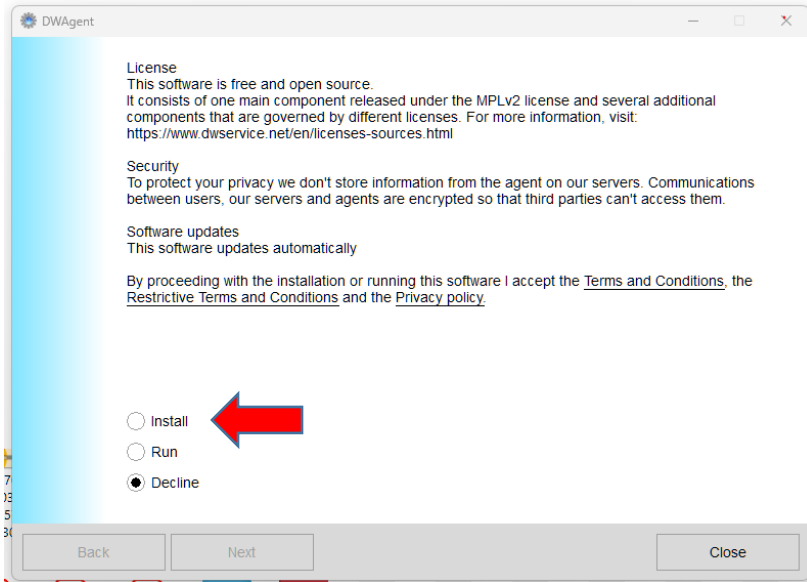 DWAgent
License
This software is free and open source.
It consists of one main component released under the MPLv2 license and several additional
components that are governed by different licenses. For more information, visit:
https://www.dwservice.net/en/licenses-sources.html
Security
To protect your privacy we don't store information from the agent on our servers. Communications
between users, our servers and agents are encrypted so that third parties can't access them.
Software updates
This software updates automatically
By proceeding with the installation or running this software I accept the Terms and Conditions, the
Restrictive Terms and Conditions and the Privacy policy.
Install
Run
Decline
Back
Next
Close